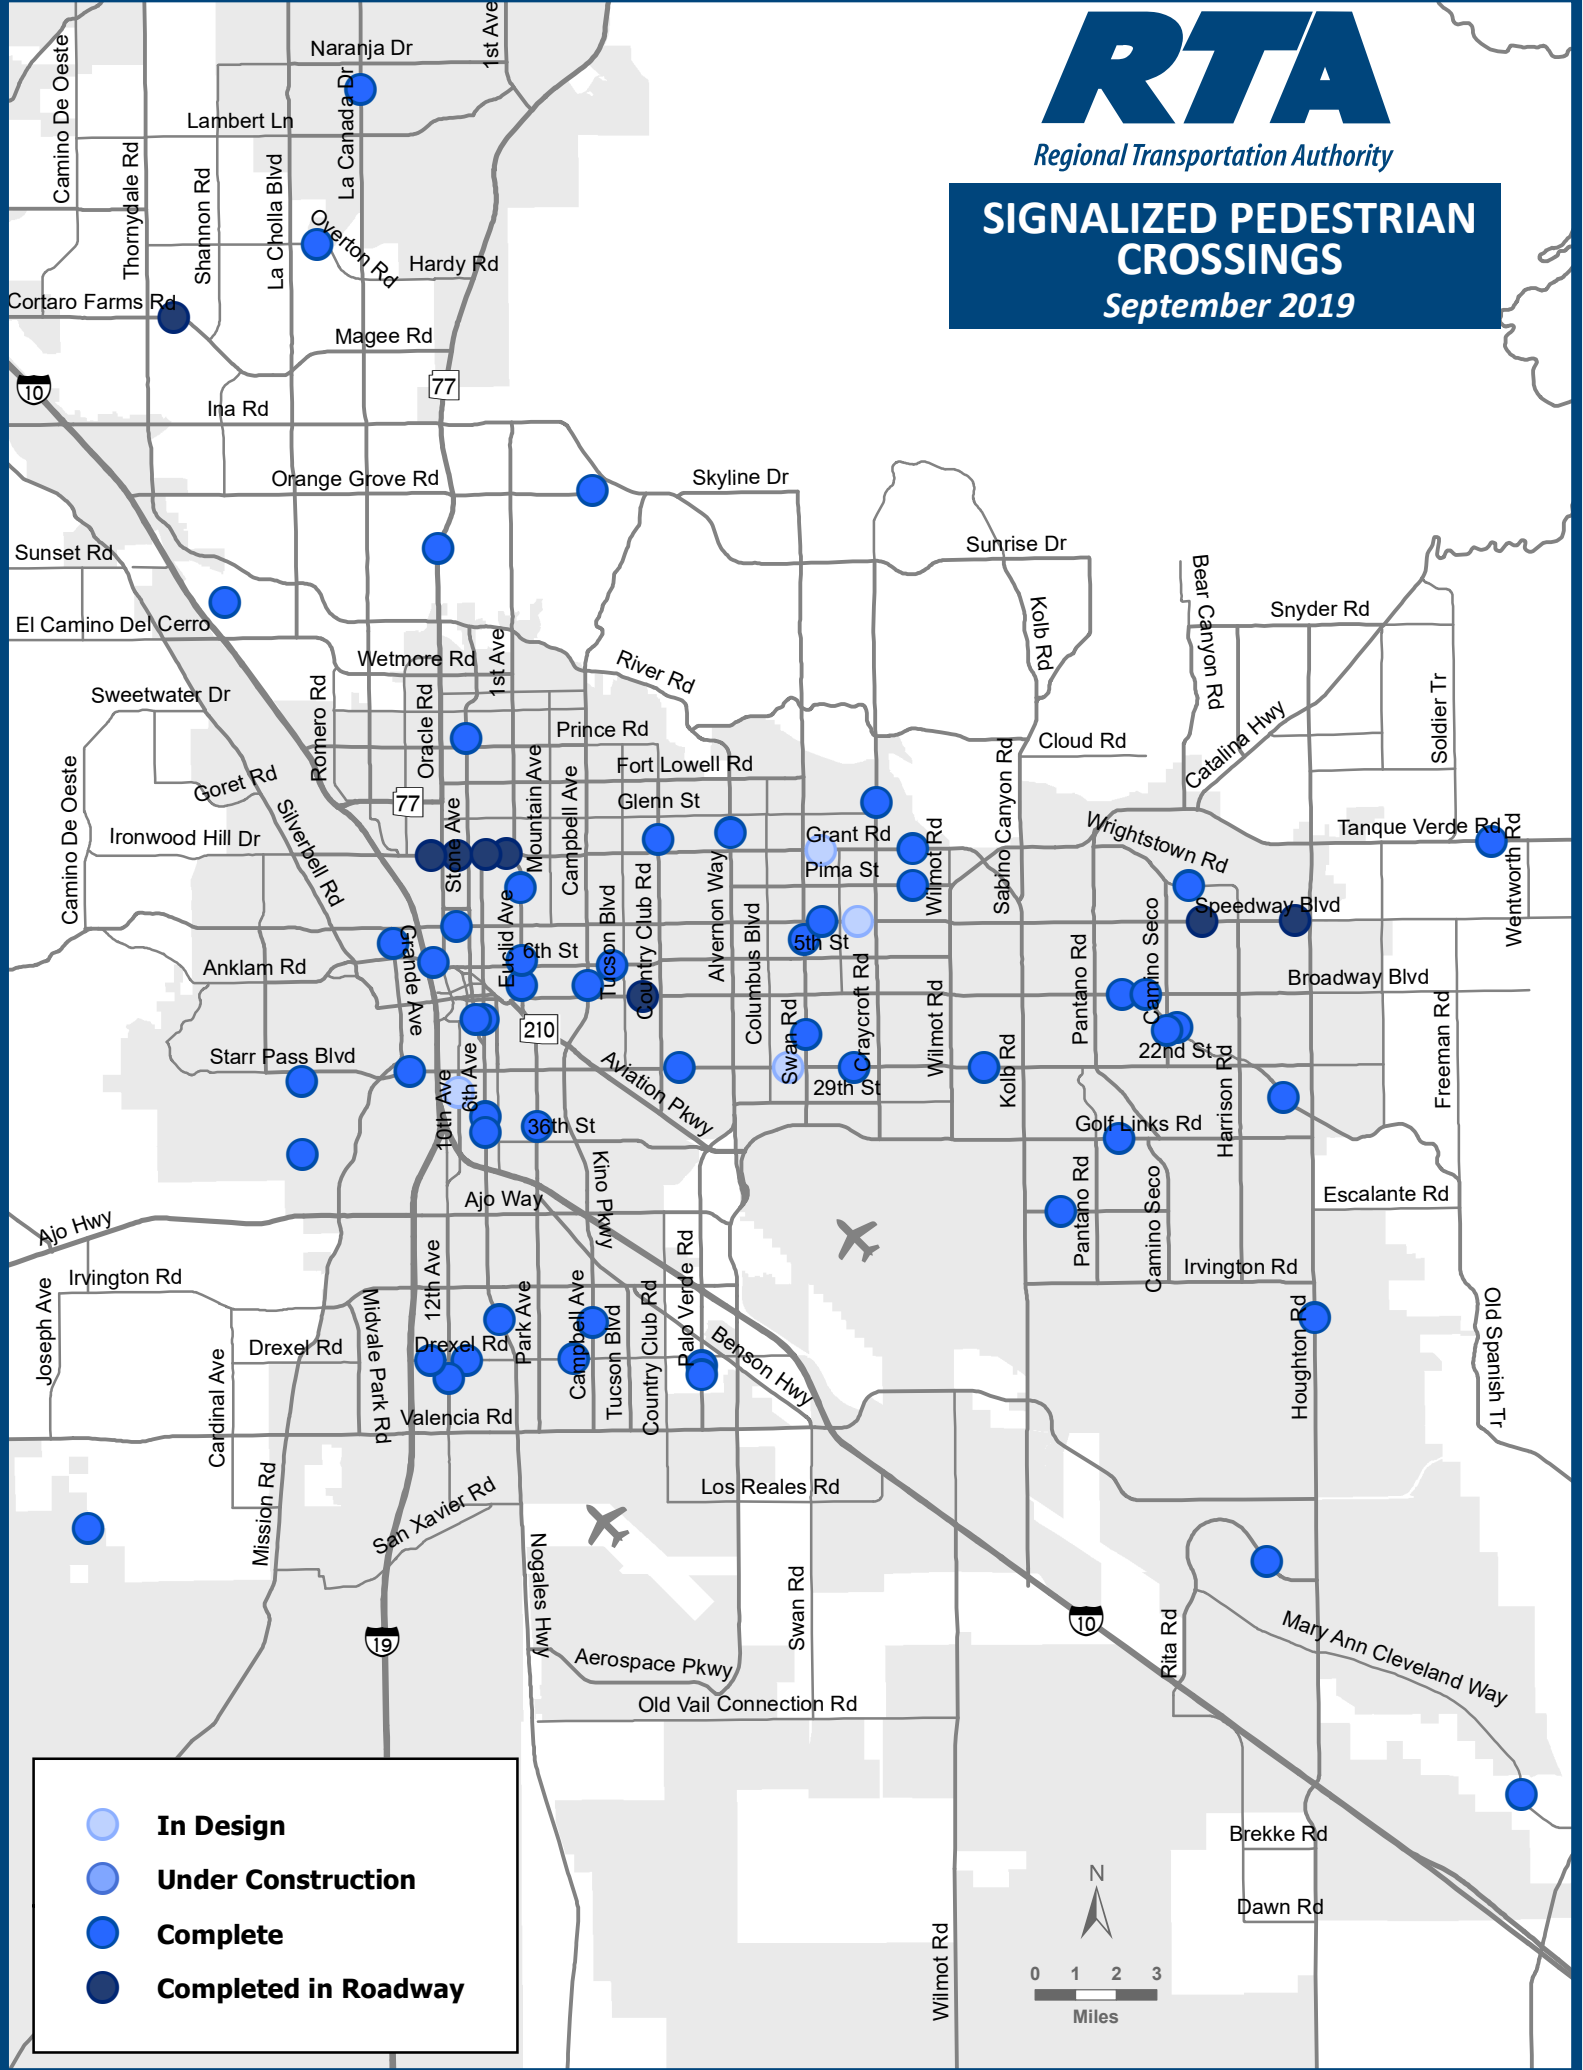 RTA
Regional Transportation Authority
SIGNALIZED PEDESTRIAN
CROSSINGS
September 2019
Camino De Oeste
Naranja Dr
1st Ave
La Canada Dr
Lambert Ln
Thornydale Rd
Shannon Rd
La Cholla Blvd
Overton Rd
Hardy Rd
Cortaro Farms Rd
Magee Rd
10
77
Ina Rd
Orange Grove Rd
Skyline Dr
Sunset Rd
Sunrise Dr
Bear Canyon Rd
Kolb Rd
Snyder Rd
El Camino Del Cerro
Wetmore Rd
1st Ave
River Rd
Sweetwater Dr
Romero Rd
Oracle Rd
Prince Rd
Cloud Rd
Catalina Hwy
Soldier Tr
Camino De Oeste
Goret Rd
77
Fort Lowell Rd
Glenn St
Mountain Ave
Campbell Ave
Sabino Canyon Rd
Ironwood Hill Dr
Silverbell Rd
Stone Ave
Grant Rd
Wilmot Rd
Wrightstown Rd
Tanque Verde Rd
Wentworth Rd
Pima St
Alvernon Way
Country Club Rd
Tucson Blvd
Euclid Ave
Columbus Blvd
Speedway Blvd
Camino Seco
Grande Ave
6th St
5th St
Anklam Rd
Craycroft Rd
Pantano Rd
Broadway Blvd
Wilmot Rd
Swan Rd
Freeman Rd
210
Starr Pass Blvd
Aviation Pkwy
22nd St
Kolb Rd
29th St
6th Ave
10th Ave
Harrison Rd
36th St
Golf Links Rd
Kino Pkwy
Pantano Rd
Camino Seco
Escalante Rd
Ajo Way
Ajo Hwy
Irvington Rd
Irvington Rd
Joseph Ave
12th Ave
Palo Verde Rd
Midvale Park Rd
Park Ave
Campbell Ave
Tucson Blvd
Country Club Rd
Houghton Rd
Old Spanish Tr
Drexel Rd
Drexel Rd
Benson Hwy
Cardinal Ave
Valencia Rd
Mission Rd
San Xavier Rd
Los Reales Rd
Nogales Hwy
Swan Rd
10
19
Rita Rd
Mary Ann Cleveland Way
Aerospace Pkwy
Old Vail Connection Rd
Brekke Rd
Dawn Rd
Wilmot Rd
In Design
Under Construction
Complete
Completed in Roadway
N
0 1 2 3
Miles